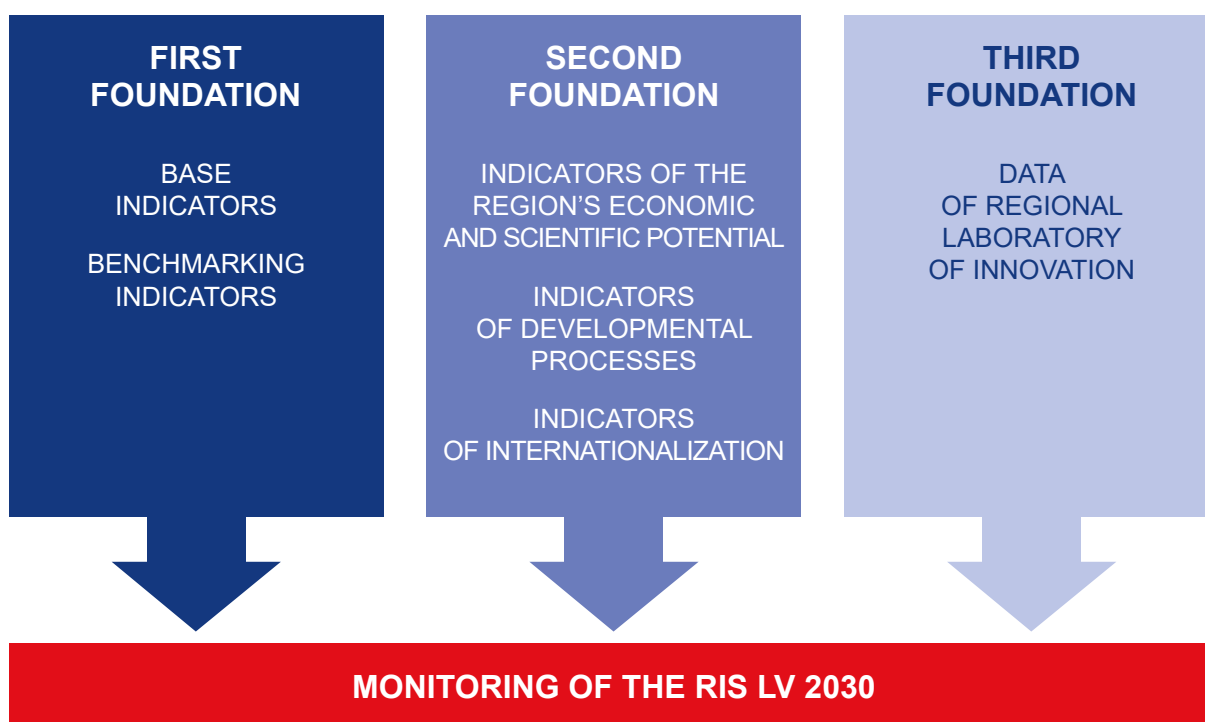 FIRST
FOUNDATION
BASE
INDICATORS
BENCHMARKING
INDICATORS
SECOND
FOUNDATION
INDICATORS OF THE
REGION'S ECONOMIC
AND SCIENTIFIC POTENTIAL
INDICATORS
OF DEVELOPMENTAL
PROCESSES
INDICATORS
OF INTERNATIONALIZATION
THIRD
FOUNDATION
DATA
OF REGIONAL
LABORATORY
OF INNOVATION
MONITORING OF THE RIS LV 2030